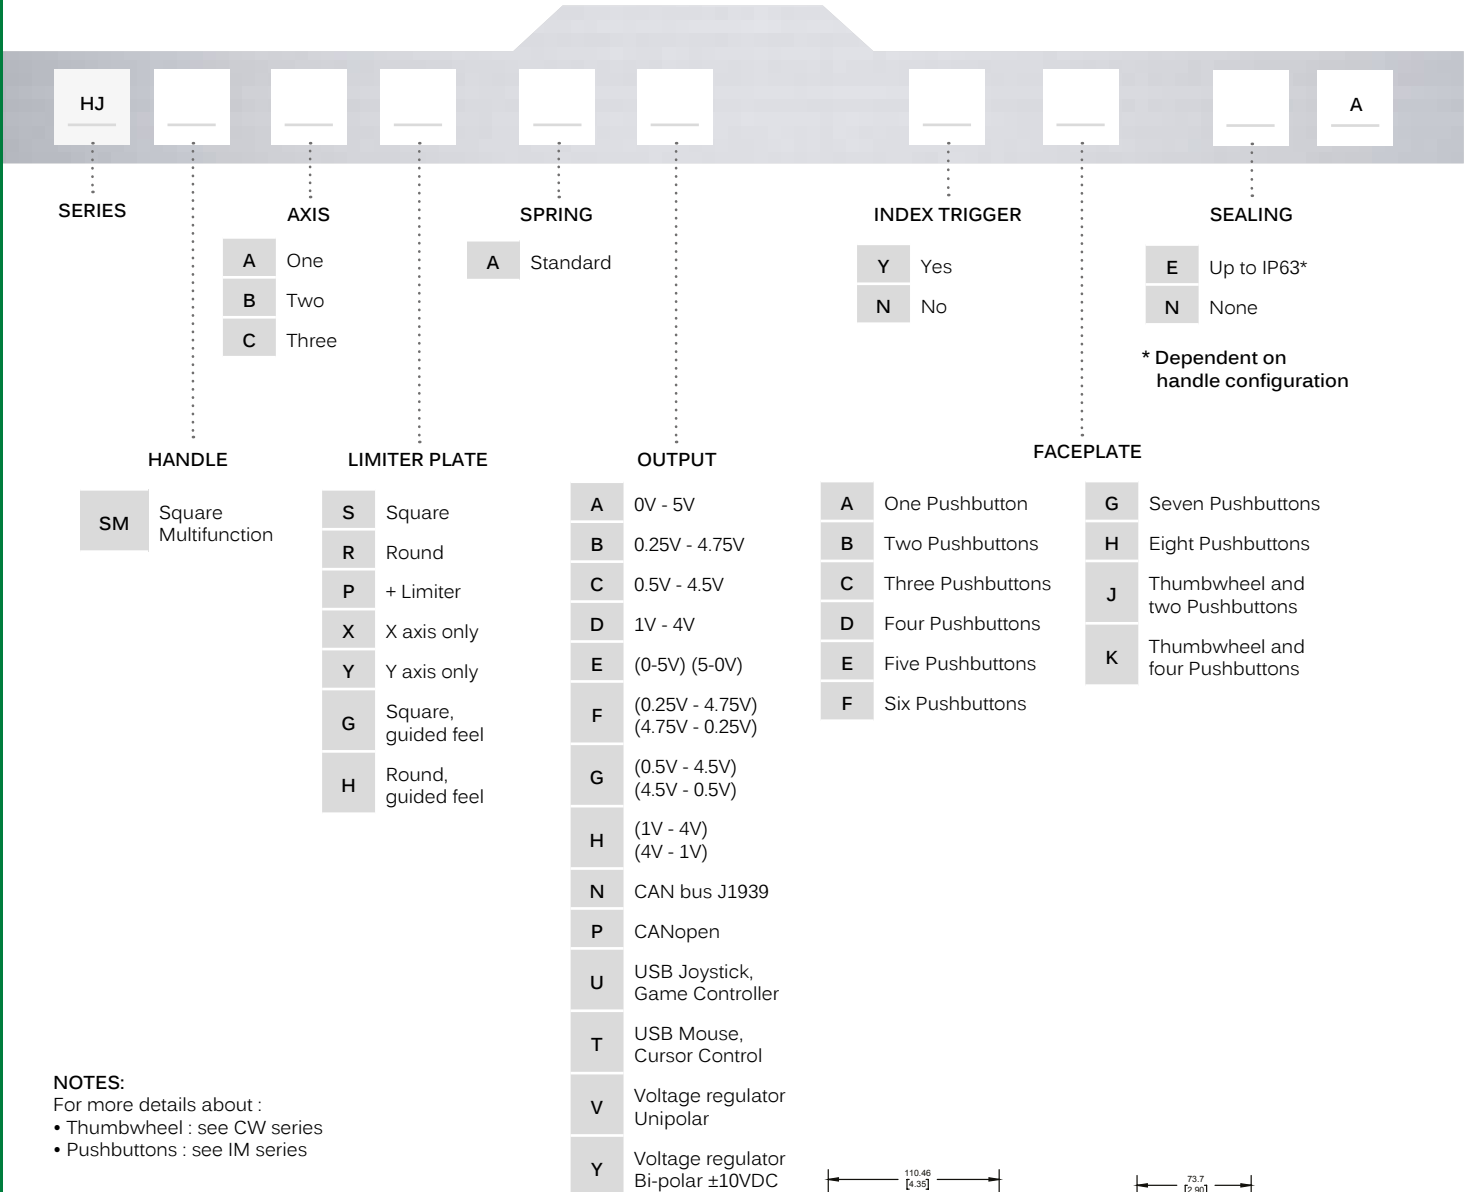 HJ
A
SERIES
AXIS
A One
B Two
C Three
SPRING
A Standard
INDEX TRIGGER
Y Yes
N No
SEALING
E Up to IP63*
N None
* Dependent on
handle configuration
HANDLE
SM Square
Multifunction
LIMITER PLATE
S Square
R Round
P + Limiter
X X axis only
Y Y axis only
G Square,
guided feel
H Round,
guided feel
OUTPUT
A 0V - 5V
B 0.25V - 4.75V
C 0.5V - 4.5V
D 1V - 4V
E (0-5V) (5-0V)
F (0.25V - 4.75V)
(4.75V - 0.25V)
G (0.5V - 4.5V)
(4.5V - 0.5V)
H (1V - 4V)
(4V - 1V)
N CAN bus J1939
P CANopen
U USB Joystick,
Game Controller
T USB Mouse,
Cursor Control
V Voltage regulator
Unipolar
Y Voltage regulator
Bi-polar ±10VDC
FACEPLATE
A One Pushbutton
B Two Pushbuttons
C Three Pushbuttons
D Four Pushbuttons
E Five Pushbuttons
F Six Pushbuttons
G Seven Pushbuttons
H Eight Pushbuttons
J Thumbwheel and
two Pushbuttons
K Thumbwheel and
four Pushbuttons
NOTES:
For more details about :
• Thumbwheel : see CW series
• Pushbuttons : see IM series
110.46
[4.35]
73.7
[2.90]